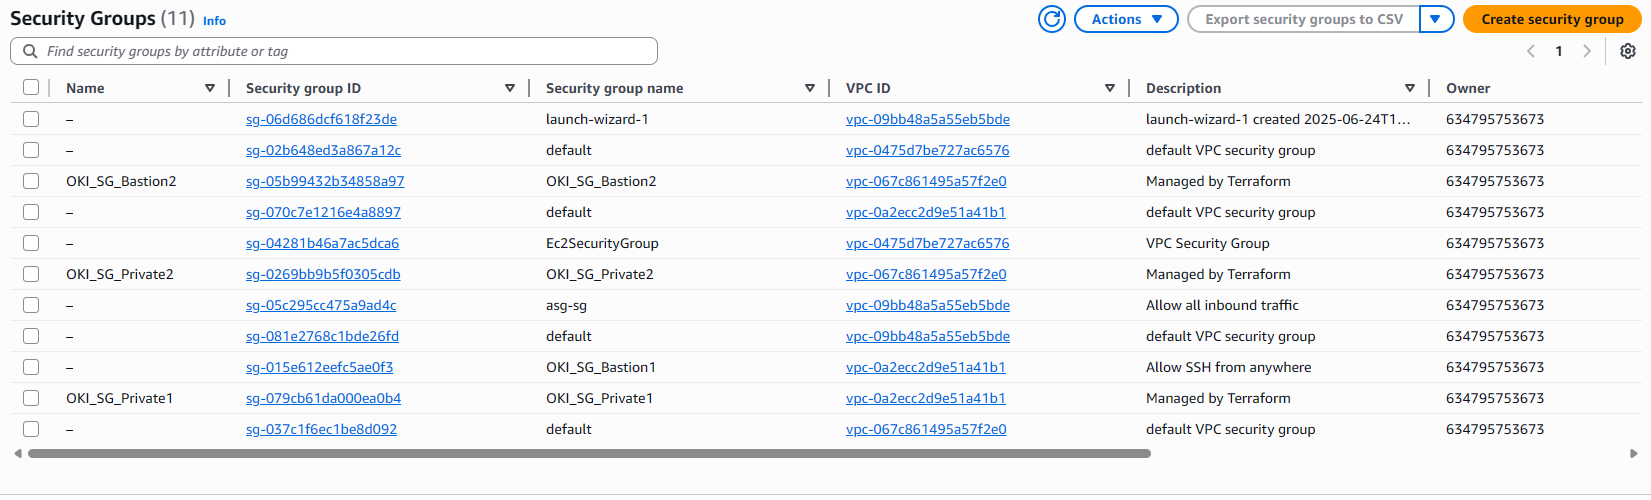 Security Groups (11) Info
Actions Export security groups to CSV Create security group
Find security groups by attribute or tag 1
Name Security group ID Security group name VPC ID Description Owner
– sg-06d686dcf618f23de launch-wizard-1 vpc-09bb48a5a55eb5bde launch-wizard-1 created 2025-06-24T1... 634795753673
– sg-02b648ed3a867a12c default vpc-0475d7be727ac6576 default VPC security group 634795753673
OKI_SG_Bastion2 sg-05b99432b34858a97 OKI_SG_Bastion2 vpc-067c861495a57f2e0 Managed by Terraform 634795753673
– sg-070c7e1216e4a8897 default vpc-0a2ecc2d9e51a41b1 default VPC security group 634795753673
– sg-04281b46a7ac5dca6 Ec2SecurityGroup vpc-0475d7be727ac6576 VPC Security Group 634795753673
OKI_SG_Private2 sg-0269bb9b5f0305cdb OKI_SG_Private2 vpc-067c861495a57f2e0 Managed by Terraform 634795753673
– sg-05c295cc475a9ad4c asg-sg vpc-09bb48a5a55eb5bde Allow all inbound traffic 634795753673
– sg-081e2768c1bde26fd default vpc-09bb48a5a55eb5bde default VPC security group 634795753673
– sg-015e612eefc5ae0f3 OKI_SG_Bastion1 vpc-0a2ecc2d9e51a41b1 Allow SSH from anywhere 634795753673
OKI_SG_Private1 sg-079cb61da000ea0b4 OKI_SG_Private1 vpc-0a2ecc2d9e51a41b1 Managed by Terraform 634795753673
– sg-037c1f6ec1be8d092 default vpc-067c861495a57f2e0 default VPC security group 634795753673